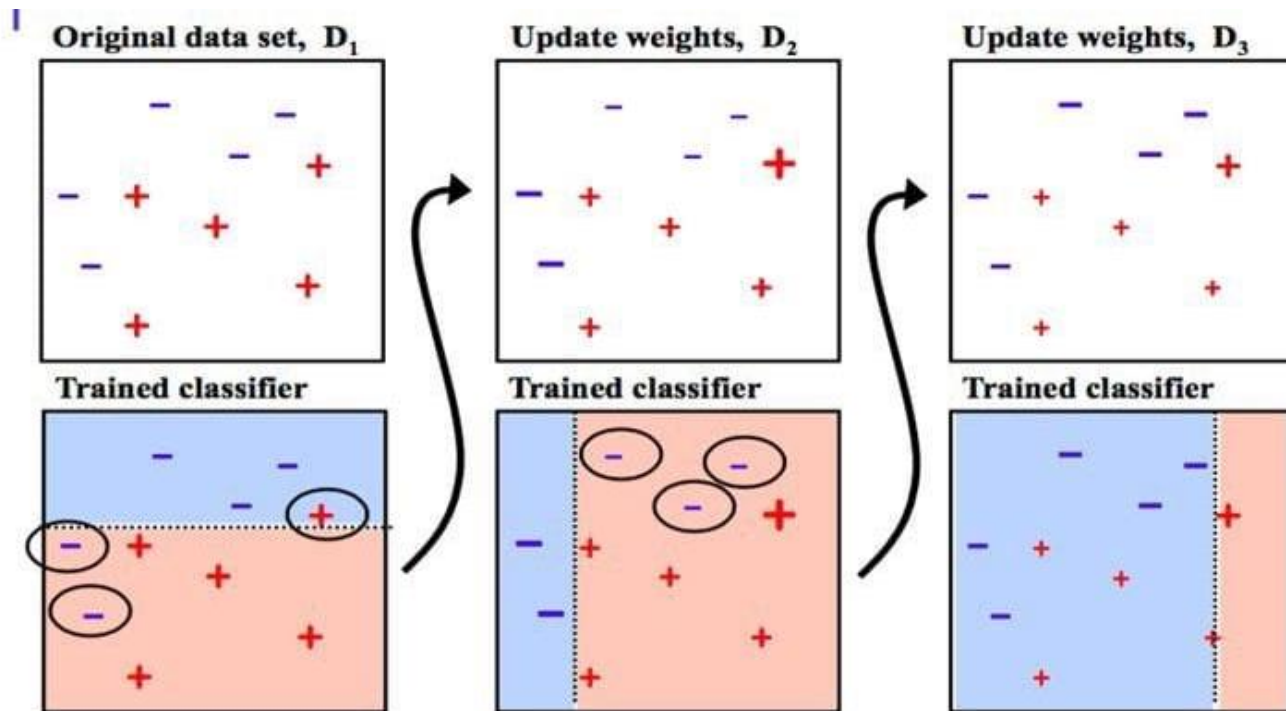 Original data set, D₁
Update weights, D₂
Update weights, D₃
Trained classifier
Trained classifier
Trained classifier